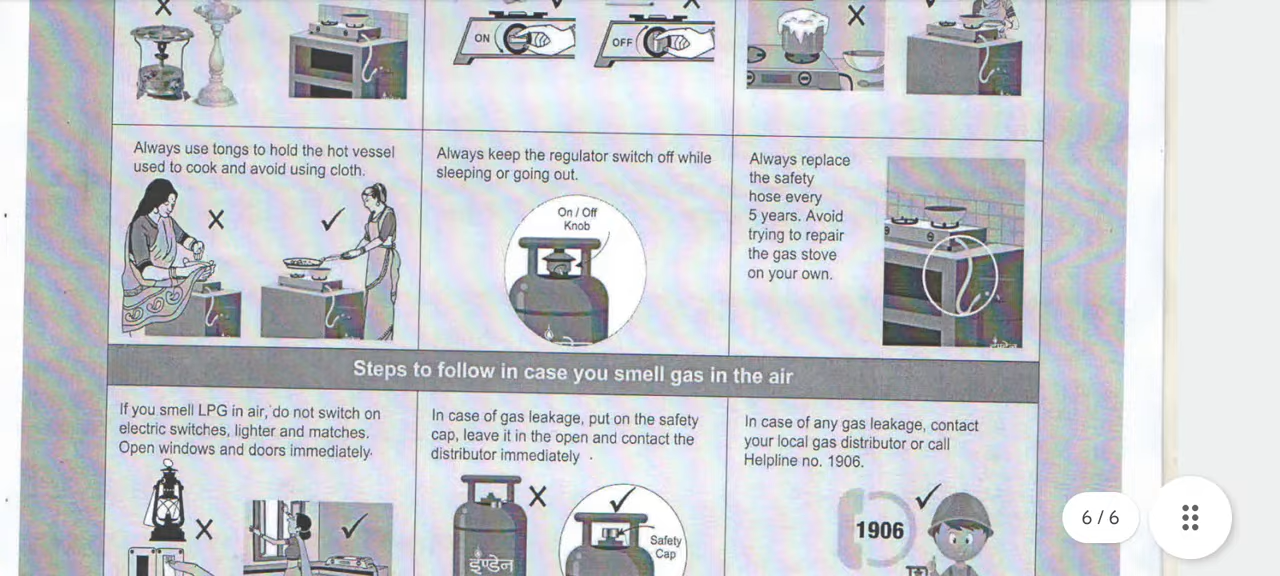 ON
OFF
Always use tongs to hold the hot vessel
used to cook and avoid using cloth.
Always keep the regulator switch off while
sleeping or going out.
On / Off
Knob
Always replace
the safety
hose every
5 years. Avoid
trying to repair
the gas stove
on your own.
इंण्डेन
Steps to follow in case you smell gas in the air
If you smell LPG in air, do not switch on
electric switches, lighter and matches.
Open windows and doors immediately.
In case of gas leakage, put on the safety
cap, leave it in the open and contact the
distributor immediately .
इंण्डेन
Safety
Cap
In case of any gas leakage, contact
your local gas distributor or call
Helpline no. 1906.
1906
6 / 6